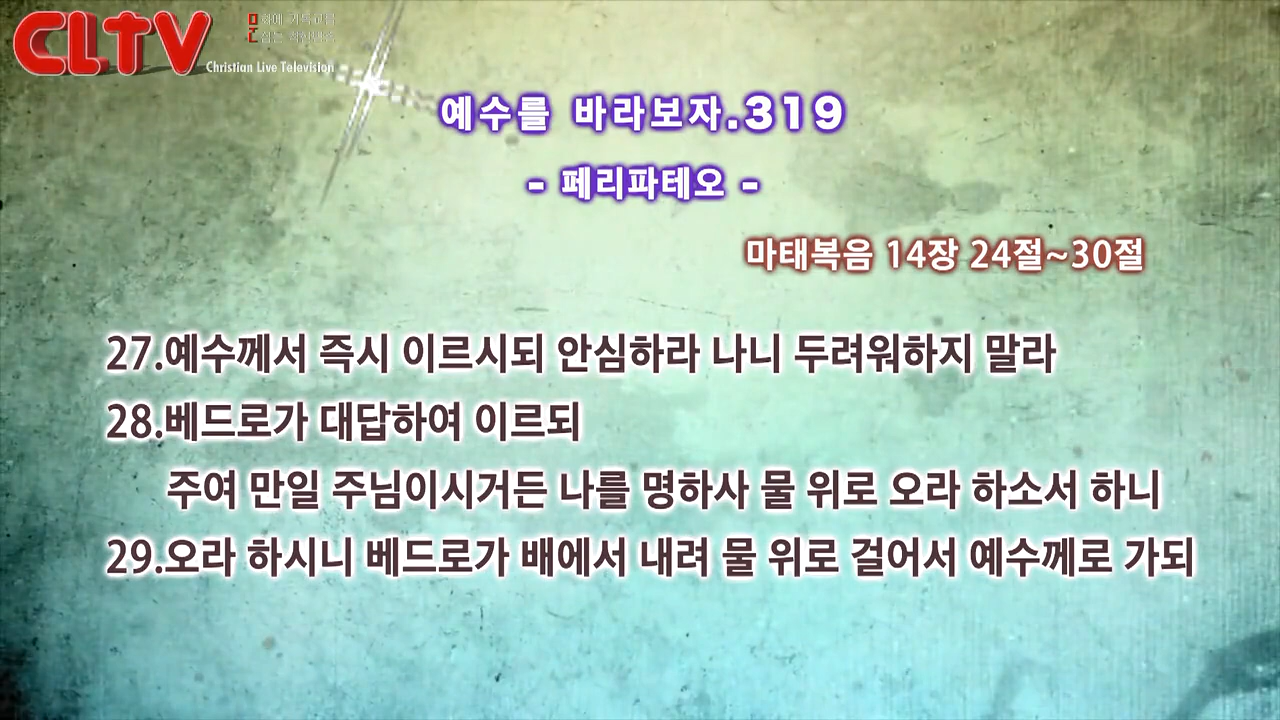 CLTV
Christian Live Television
예수를 바라보자.319
- 페리파테오 -
마태복음 14장 24절~30절
27.예수께서 즉시 이르시되 안심하라 나니 두려워하지 말라
28.베드로가 대답하여 이르되
주여 만일 주님이시거든 나를 명하사 물 위로 오라 하소서 하니
29.오라 하시니 베드로가 배에서 내려 물 위로 걸어서 예수께로 가되